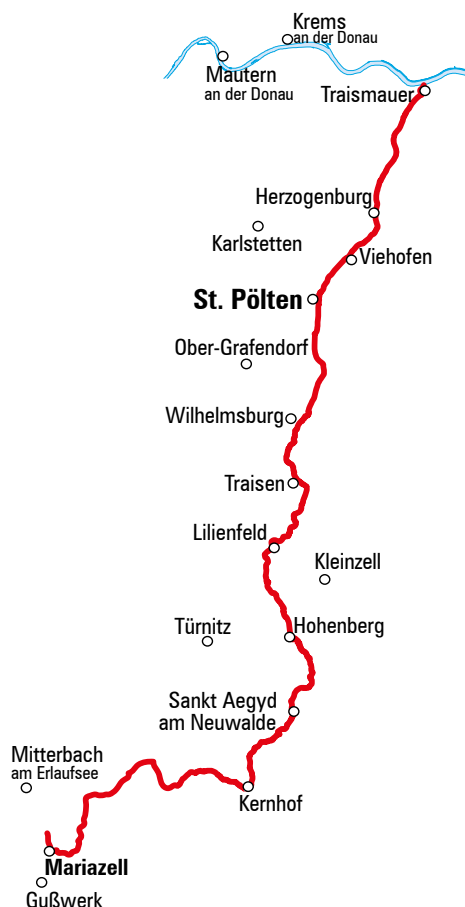 Krems
an der Donau
Mautern
an der Donau
Traismauer
Herzogenburg
Karlstetten
Viehofen
St. Pölten
Ober-Grafendorf
Wilhelmsburg
Traisen
Lilienfeld
Kleinzell
Türnitz
Hohenberg
Sankt Aegyd
am Neuwalde
Mitterbach
am Erlaufsee
Kernhof
Mariazell
Gußwerk